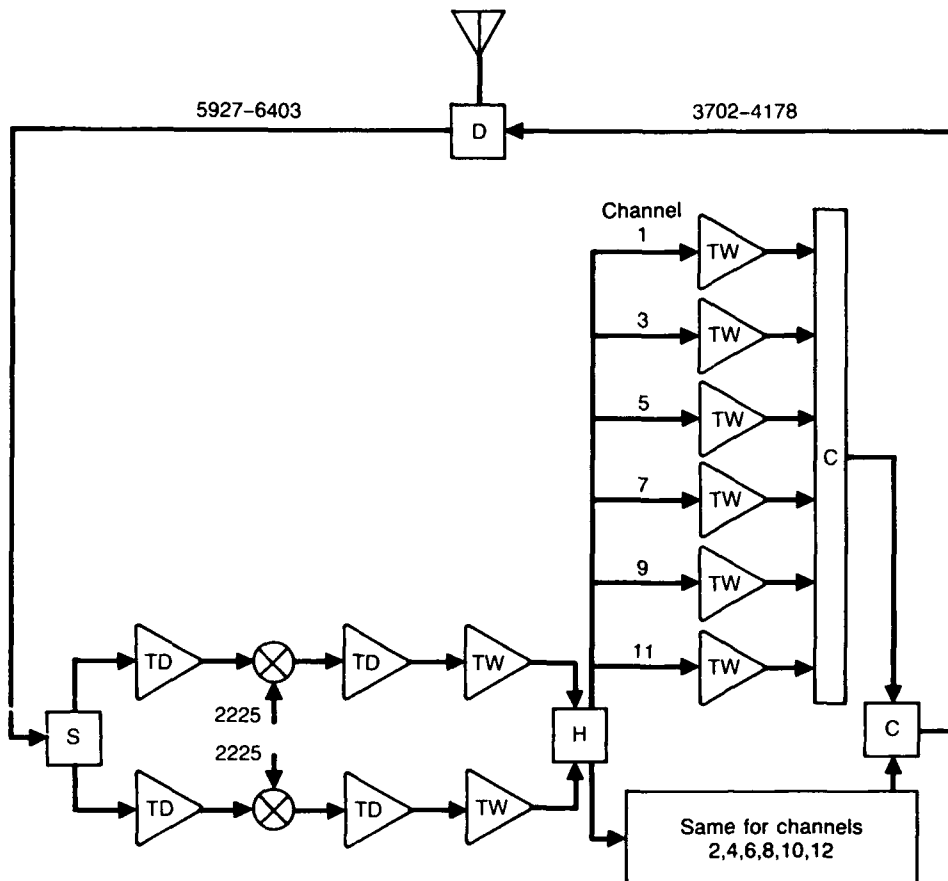 5927–6403
D
3702–4178
Channel
1
TW
3
TW
5
TW
C
7
TW
9
TW
11
TW
TD
TD
TW
2225
S
H
C
2225
TD
TD
TW
Same for channels
2,4,6,8,10,12